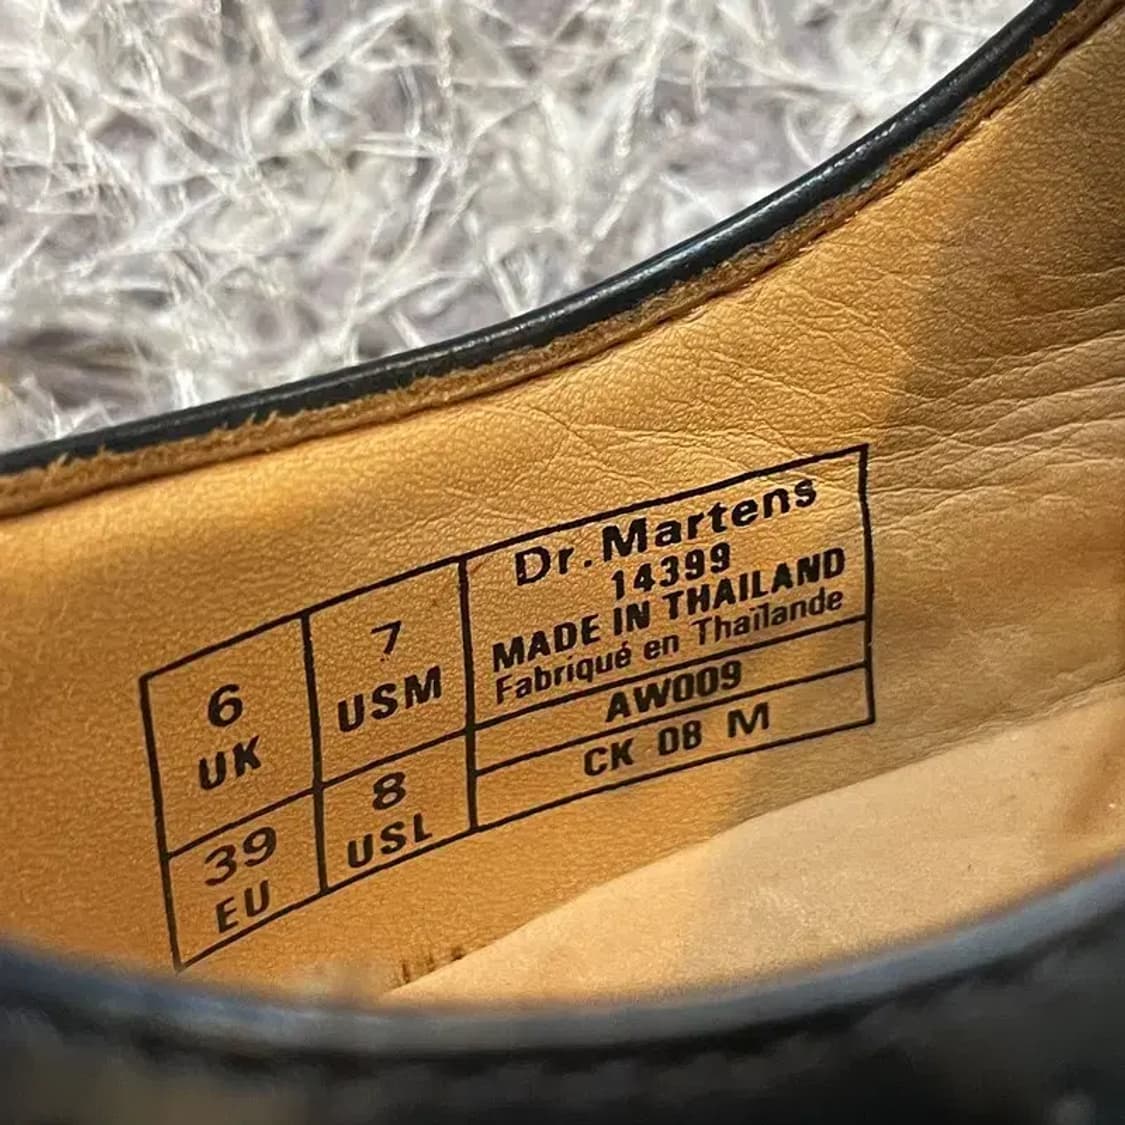 6
UK
7
USM
39
EU
8
USL
Dr. Martens
14399
MADE IN THAILAND
Fabriqué en Thaïlande
AW009
CK 08 M